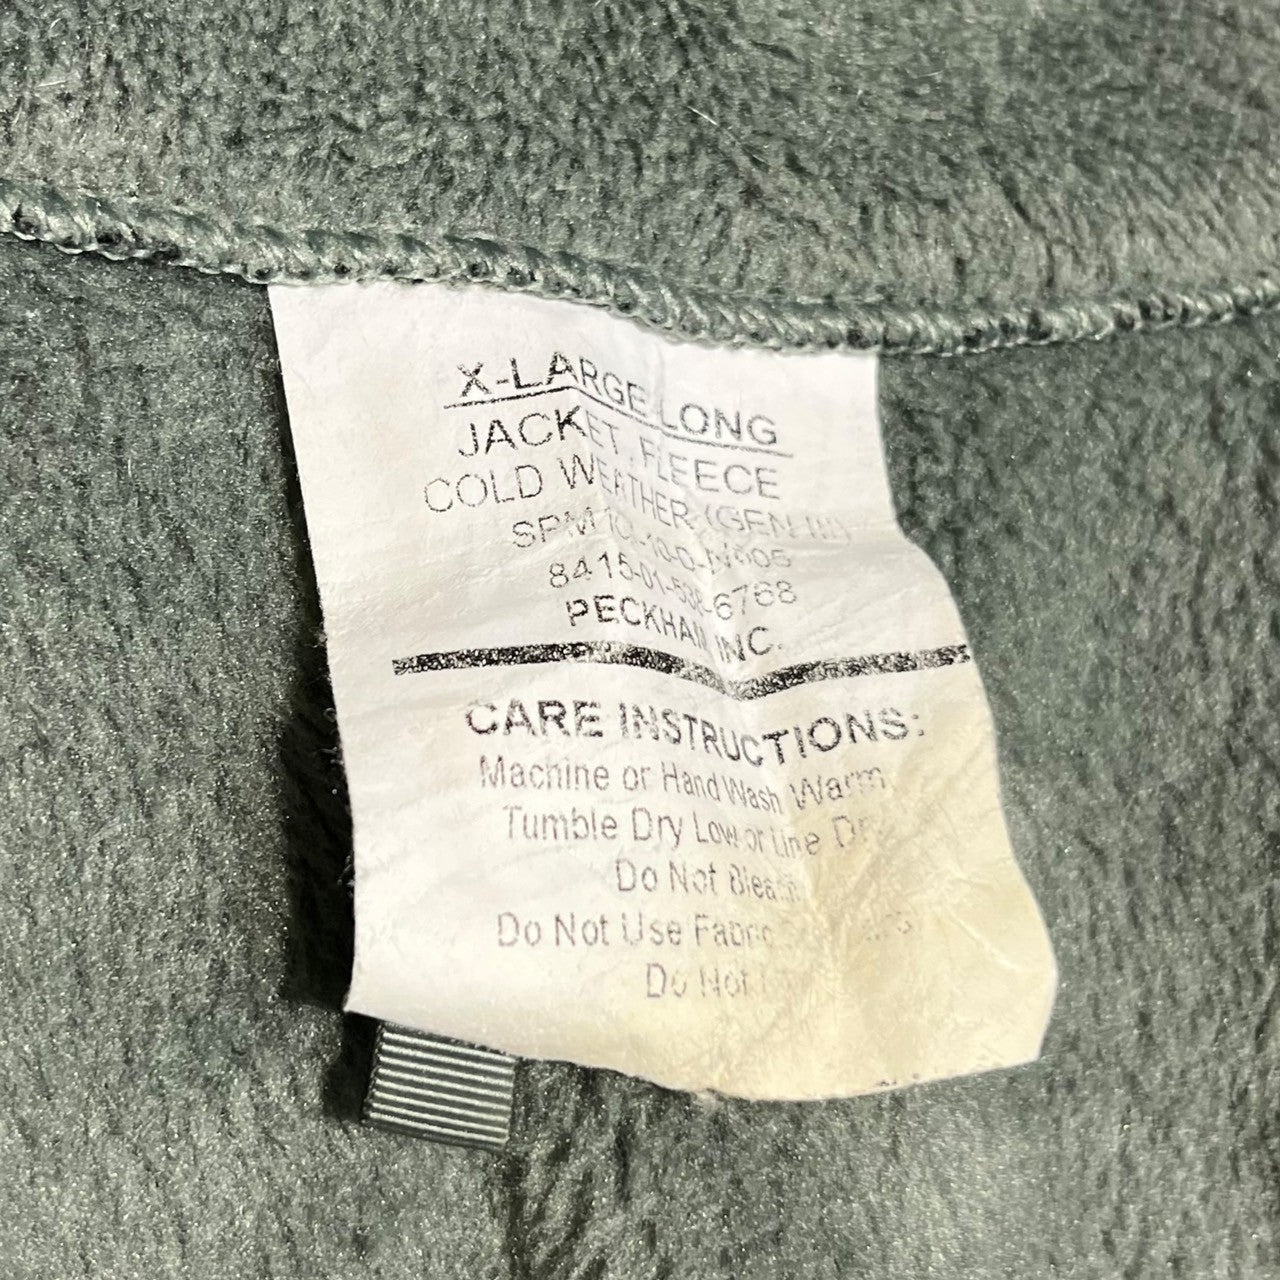 X-LARGE-LONG
JACKET, FLEECE
COLD WEATHER (GEN III)
8415-01-538-6768
PECKHAM INC.
CARE INSTRUCTIONS:
Machine or Hand Wash Warm
Tumble Dry Low or Line Dry
Do Not Bleach
Do Not Use Fabric
Do Not